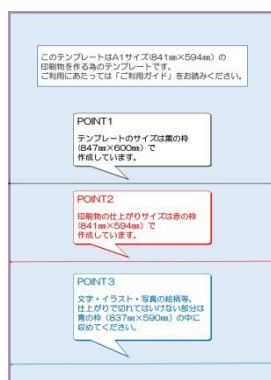 このテンプレートはA1サイズ(841㎜×594㎜)の
印刷物を作る為のテンプレートです。
ご利用にあたっては「ご利用ガイド」をお読みください。
POINT1
テンプレートのサイズは黒の枠
(847㎜×600㎜)で
作成しています。
POINT2
印刷物の仕上がりサイズは赤の枠
(841㎜×594㎜)で
作成しています。
POINT3
文字・イラスト・写真の絵柄等、
仕上がりで切れてはいけない部分は
青の枠(837㎜×590㎜)の中に
収めてください。